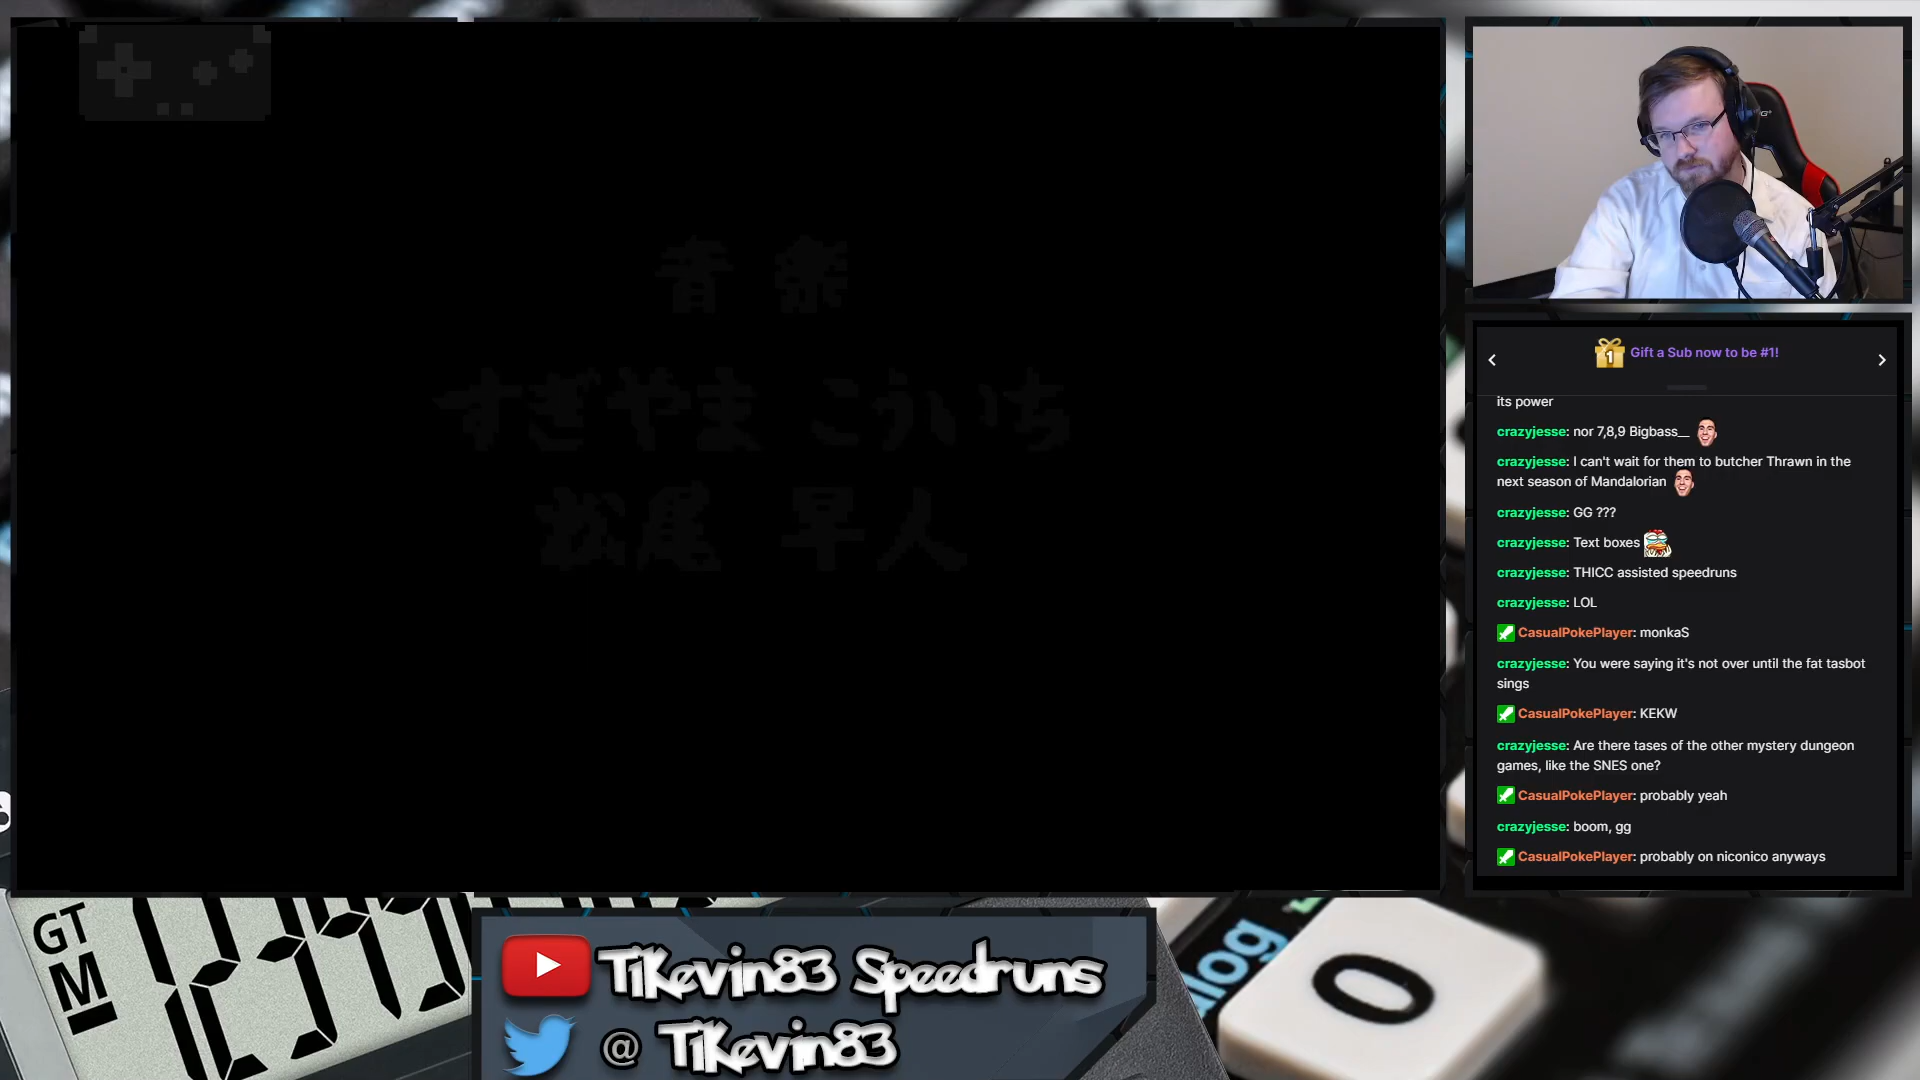 音楽
すぎやま こういち
松尾 早人
Gift a Sub now to be #1!
1
its power
crazyjesse: nor 7,8,9 Bigbass__
crazyjesse: I can't wait for them to butcher Thrawn in the
next season of Mandalorian
crazyjesse: GG ???
crazyjesse: Text boxes
crazyjesse: THICC assisted speedruns
crazyjesse: LOL
CasualPokePlayer: monkaS
crazyjesse: You were saying it's not over until the fat tasbot
sings
CasualPokePlayer: KEKW
crazyjesse: Are there tases of the other mystery dungeon
games, like the SNES one?
CasualPokePlayer: probably yeah
crazyjesse: boom, gg
CasualPokePlayer: probably on niconico anyways
GT
M
TiKevin83 Speedruns
@ TiKevin83
alog
0